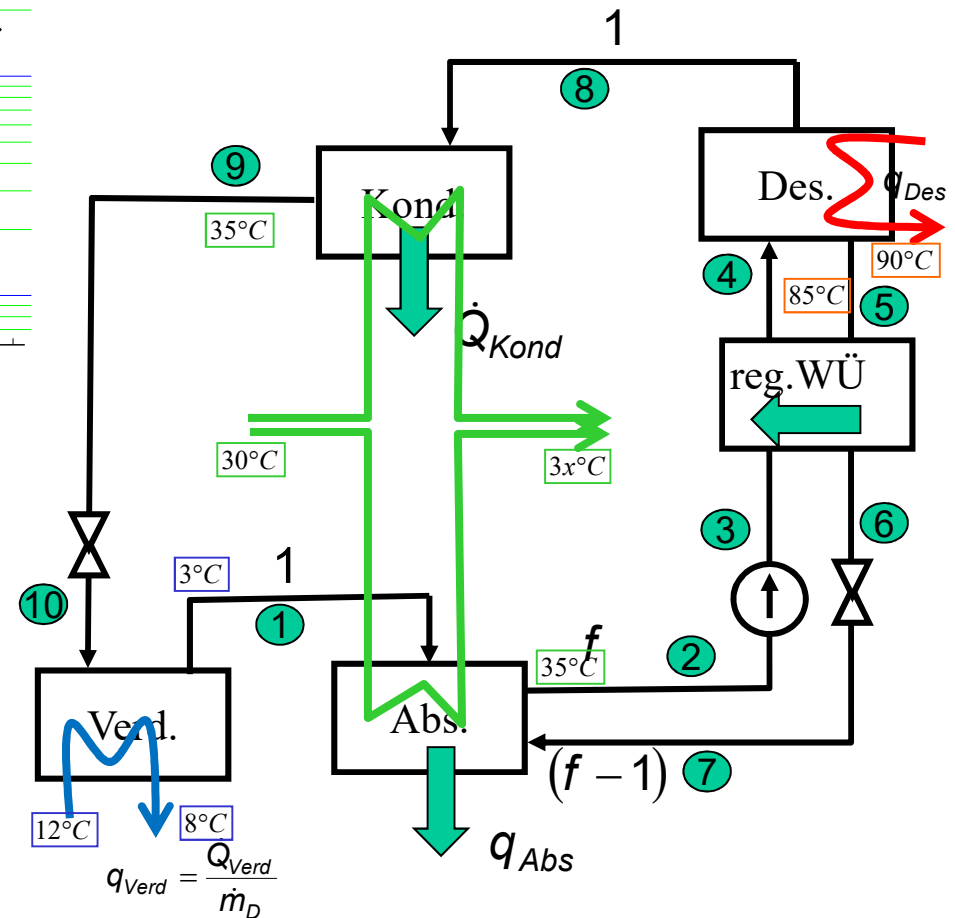 1
8
9
Kond.
Des.
q_Des
35°C
90°C
4
85°C
5
Q̇_Kond
reg.WÜ
30°C
3x°C
3
6
3°C
1
10
1
f
35°C
2
Verd.
Abs.
(f – 1)
7
12°C
8°C
q_Abs
q_Verd = Q̇_Verd / ṁ_D